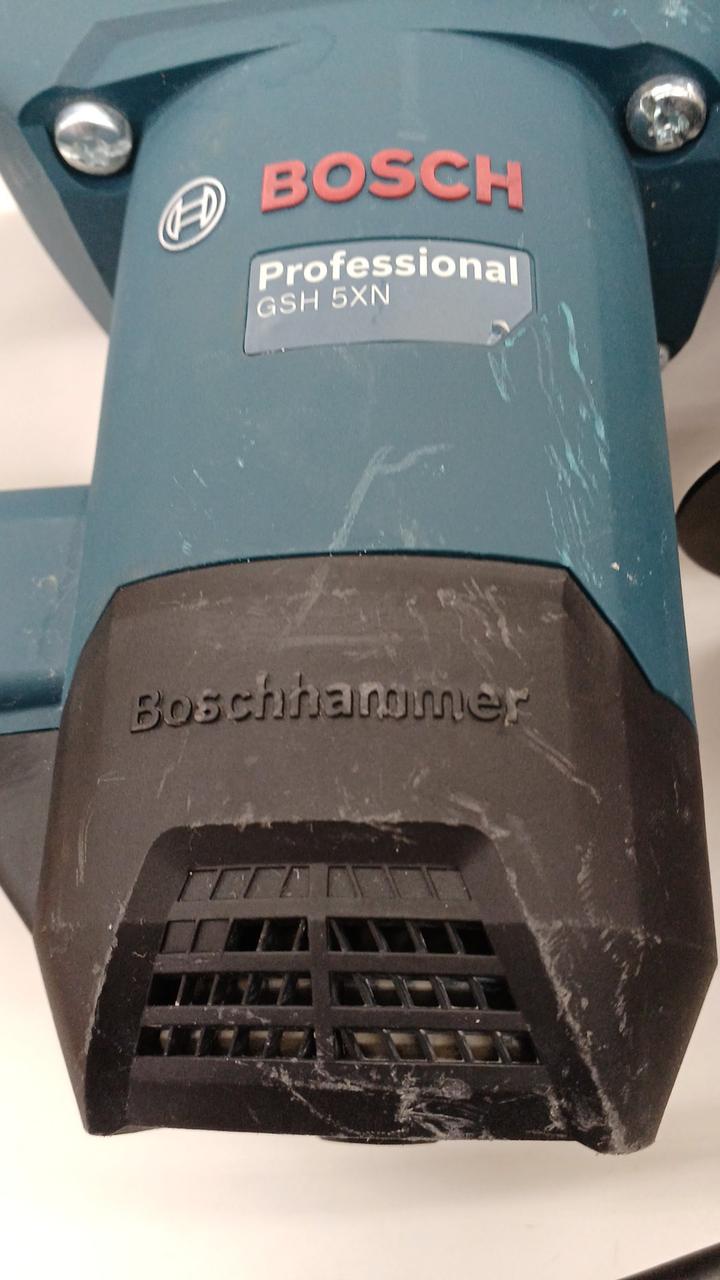 BOSCH
Professional
GSH 5XN
Boschhammer